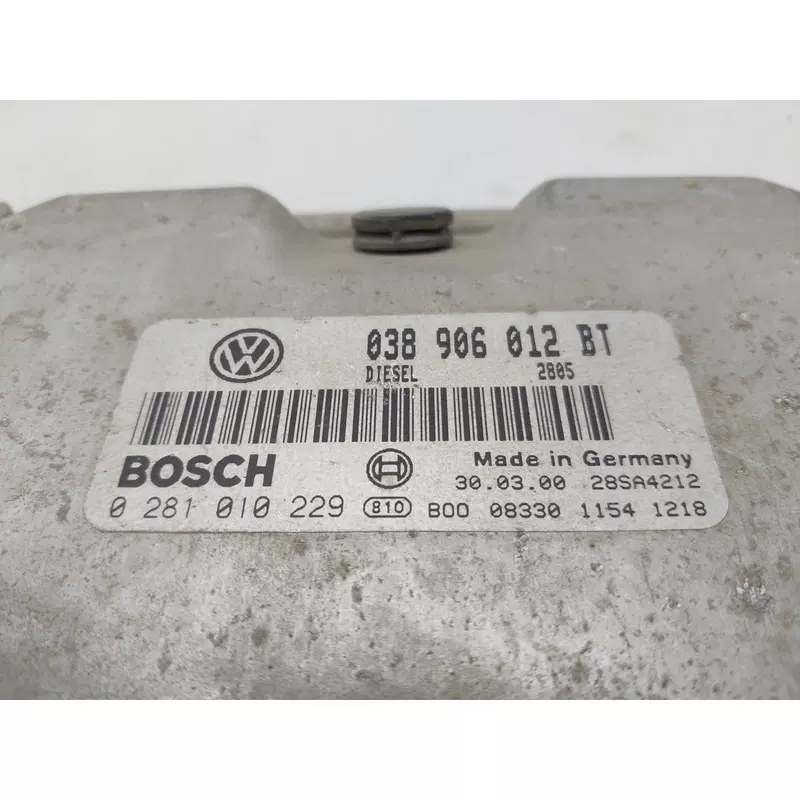 038 906 012 BT
DIESEL 2805
BOSCH Made in Germany
30.03.00 28SA4212
0 281 010 229 810 B00 08330 1154 1218